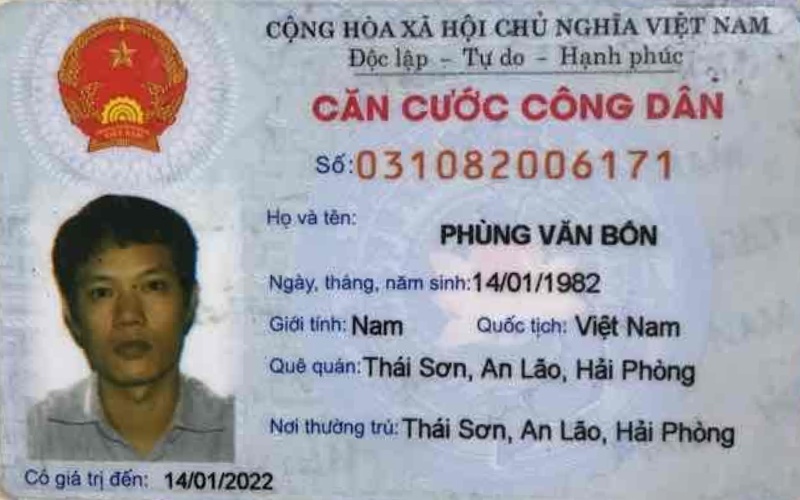 CỘNG HÒA XÃ HỘI CHỦ NGHĨA VIỆT NAM
Độc lập - Tự do - Hạnh phúc
CĂN CƯỚC CÔNG DÂN
Số: 031082006171
Họ và tên:
PHÙNG VĂN BÔN
Ngày, tháng, năm sinh: 14/01/1982
Giới tính: Nam Quốc tịch: Việt Nam
Quê quán: Thái Sơn, An Lão, Hải Phòng
Nơi thường trú: Thái Sơn, An Lão, Hải Phòng
Có giá trị đến: 14/01/2022